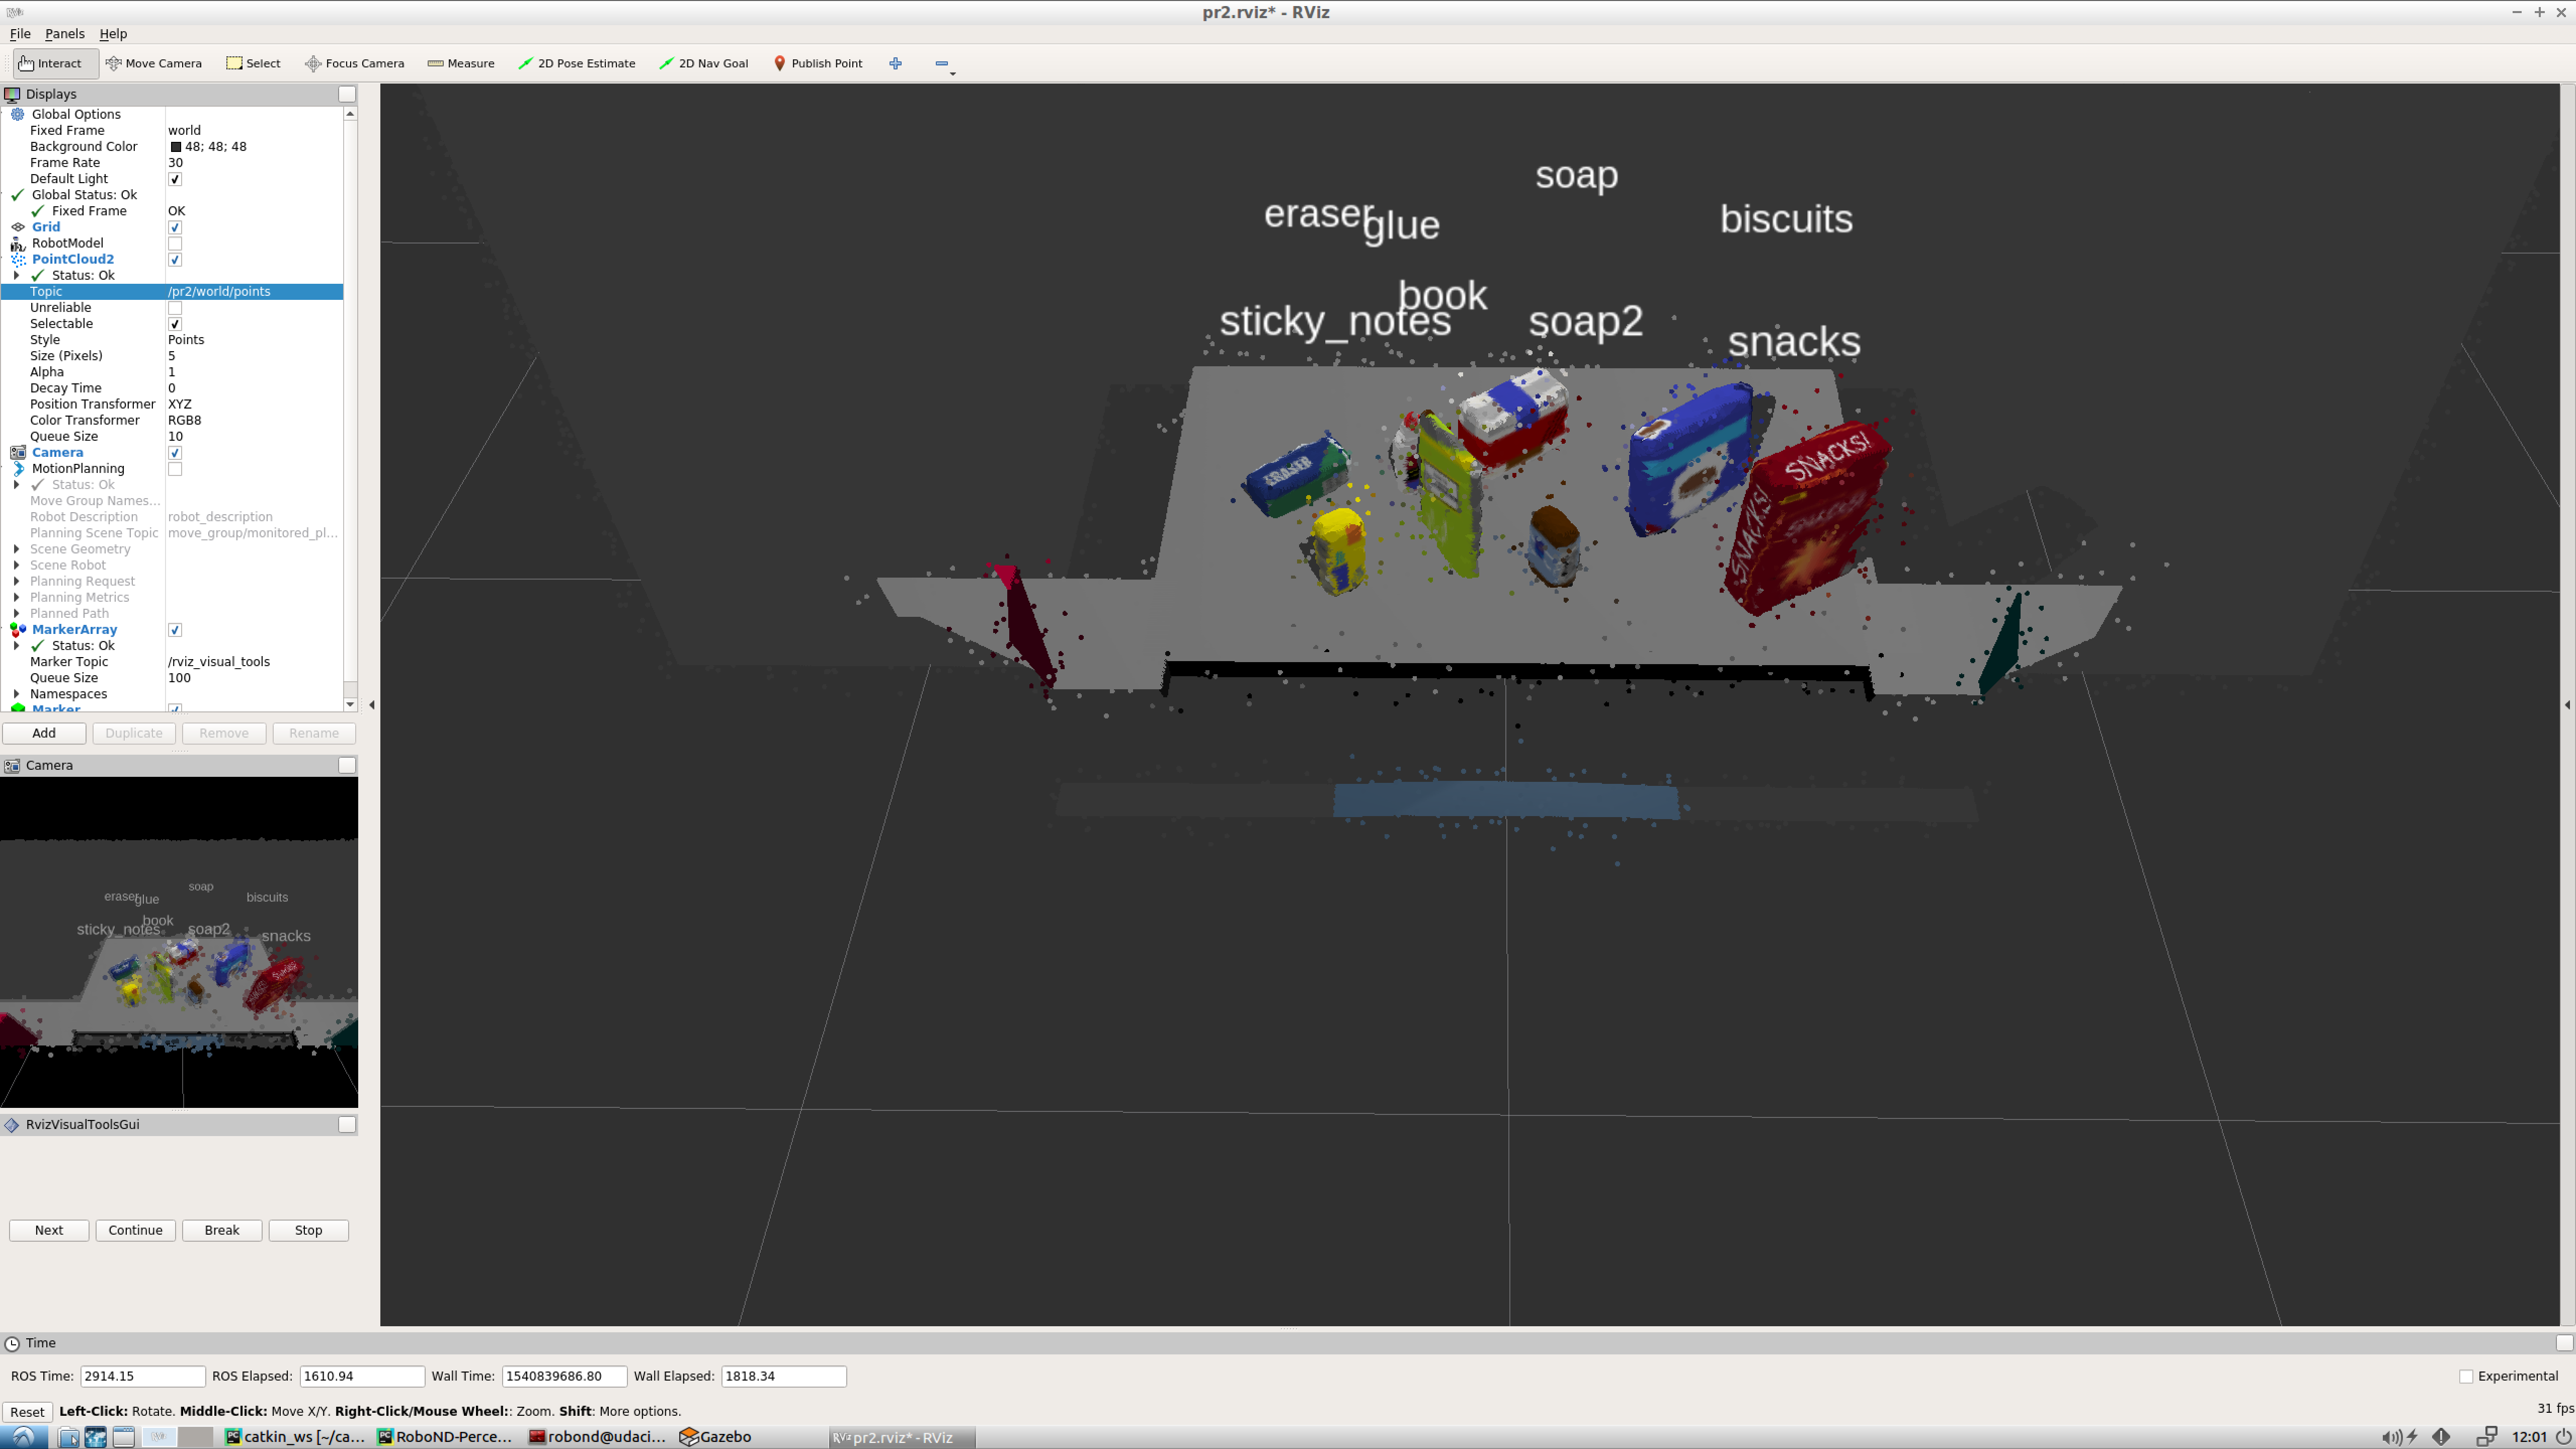 pr2.rviz* - RViz
File Panels Help
Interact Move Camera Select Focus Camera Measure 2D Pose Estimate 2D Nav Goal Publish Point
Displays
Global Options
Fixed Frame world
Background Color 48; 48; 48
Frame Rate 30
Default Light
Global Status: Ok
Fixed Frame OK
Grid
RobotModel
PointCloud2
Status: Ok
Topic /pr2/world/points
Unreliable
Selectable
Style Points
Size (Pixels) 5
Alpha 1
Decay Time 0
Position Transformer XYZ
Color Transformer RGB8
Queue Size 10
Camera
MotionPlanning
Status: Ok
Move Group Names...
Robot Description robot_description
Planning Scene Topic move_group/monitored_pl...
Scene Geometry
Scene Robot
Planning Request
Planning Metrics
Planned Path
MarkerArray
Status: Ok
Marker Topic /rviz_visual_tools
Queue Size 100
Namespaces
Marker
Add Duplicate Remove Rename
Camera
soap
eraser glue biscuits
book
sticky_notes soap2 snacks
RvizVisualToolsGui
Next Continue Break Stop
soap
eraser glue biscuits
book
sticky_notes soap2 snacks
ERASER
SNACKS!
SNACKS!
SNACKS!
Time
ROS Time: 2914.15 ROS Elapsed: 1610.94 Wall Time: 1540839686.80 Wall Elapsed: 1818.34 Experimental
Reset Left-Click: Rotate. Middle-Click: Move X/Y. Right-Click/Mouse Wheel:: Zoom. Shift: More options. 31 fps
catkin_ws [~/ca... RoboND-Perce... robond@udaci... Gazebo pr2.rviz* - RViz 12:01